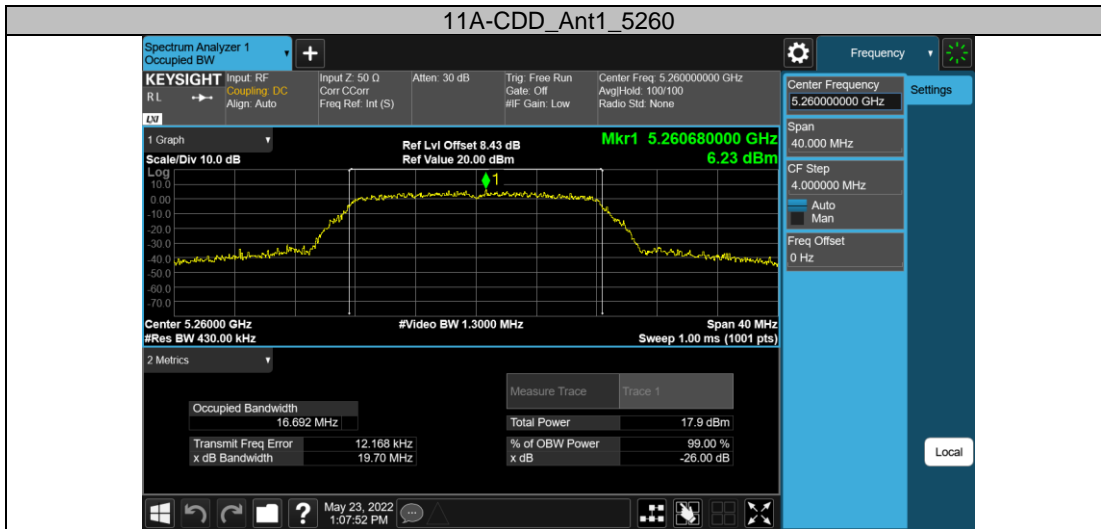 11A-CDD_Ant1_5260
Spectrum Analyzer 1
Occupied BW
+
Frequency
KEYSIGHT
Input: RF
Coupling: DC
Align: Auto
Input Z: 50 Ω
Corr CCorr
Freq Ref: Int (S)
Atten: 30 dB
Trig: Free Run
Gate: Off
#IF Gain: Low
Center Freq: 5.260000000 GHz
Avg|Hold: 100/100
Radio Std: None
R L
LXI
Center Frequency
5.260000000 GHz
Settings
Span
40.000 MHz
CF Step
4.000000 MHz
Auto
Man
Freq Offset
0 Hz
Local
1 Graph
Scale/Div 10.0 dB
Ref Lvl Offset 8.43 dB
Ref Value 20.00 dBm
Mkr1 5.260680000 GHz
6.23 dBm
Log
1
10.0
0.00
-10.0
-20.0
-30.0
-40.0
-50.0
-60.0
-70.0
Center 5.26000 GHz
#Res BW 430.00 kHz
#Video BW 1.3000 MHz
Span 40 MHz
Sweep 1.00 ms (1001 pts)
2 Metrics
Measure Trace Trace 1
Occupied Bandwidth
16.692 MHz
Total Power 17.9 dBm
Transmit Freq Error 12.168 kHz
% of OBW Power 99.00 %
x dB Bandwidth 19.70 MHz
x dB -26.00 dB
?
May 23, 2022
1:07:52 PM